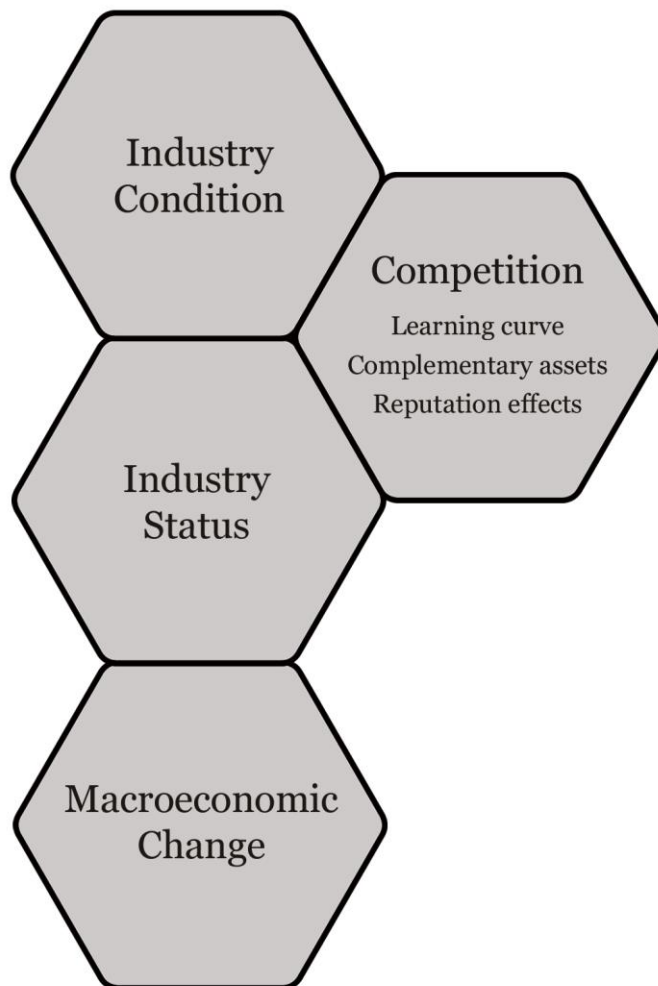 Industry
Condition
Competition
Learning curve
Complementary assets
Reputation effects
Industry
Status
Macroeconomic
Change